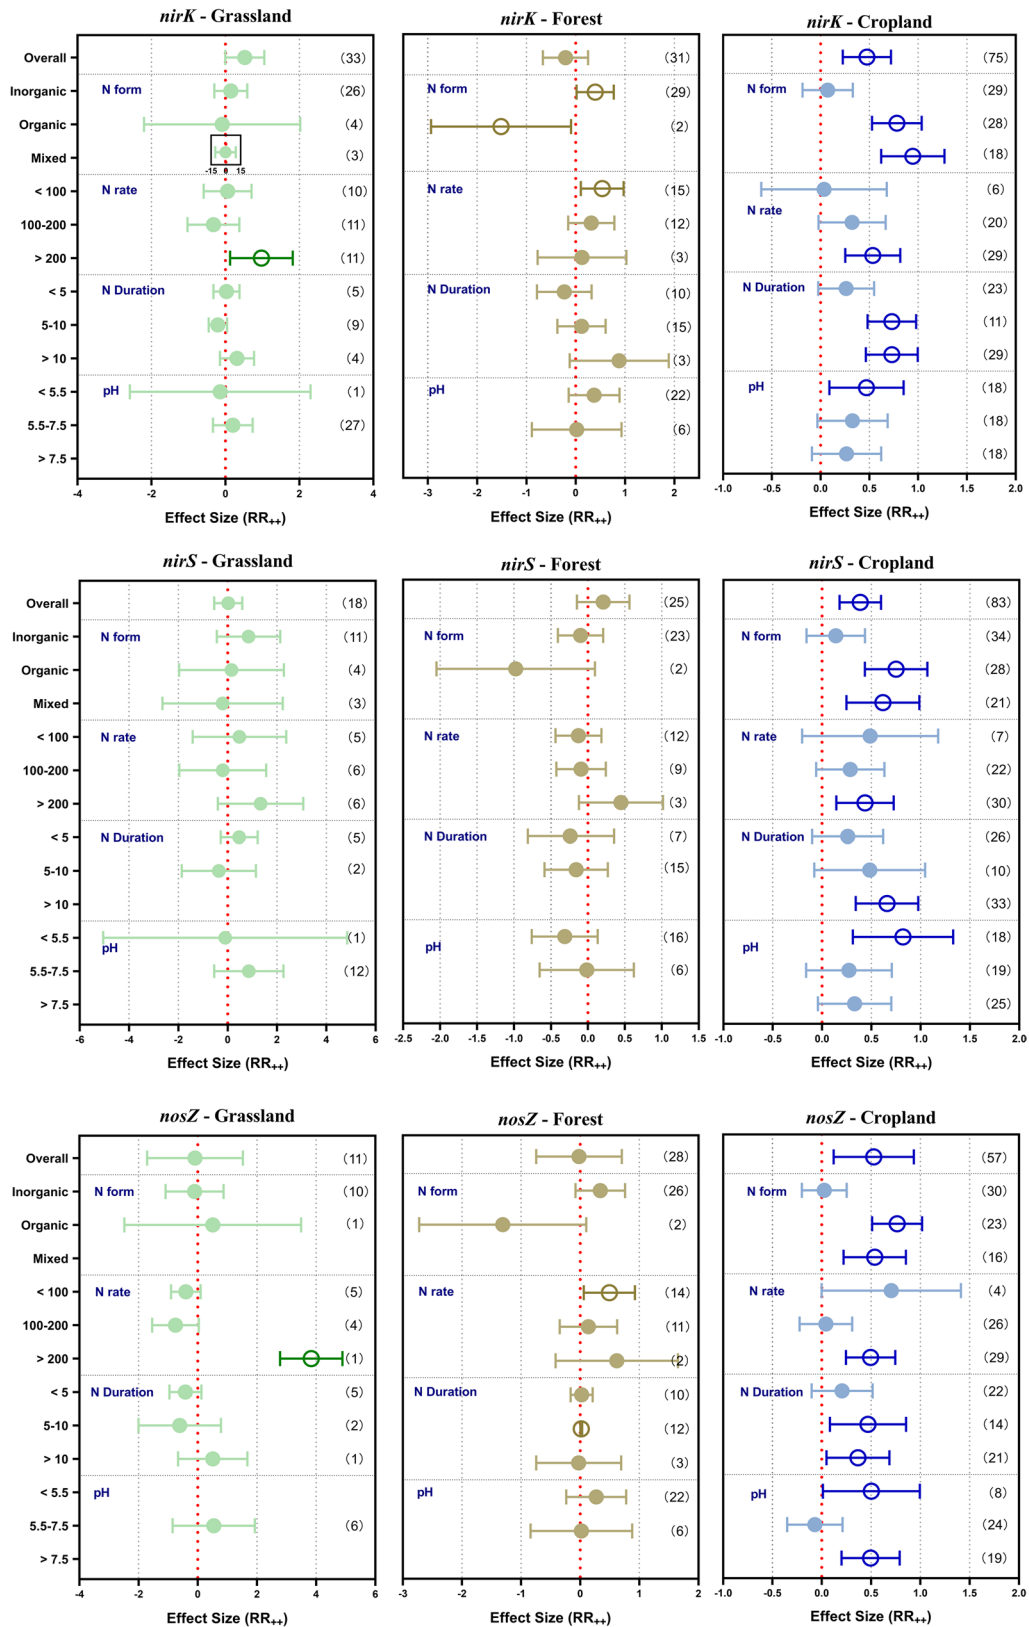 nirK - Grassland
nirK - Forest
nirK - Cropland
Overall (33) (31) (75)
Inorganic N form (26) N form (29) N form (29)
Organic (4) (2) (28)
Mixed (3) (18)
-15 0 15
< 100 N rate (10) N rate (15) (6)
100-200 (11) (12) N rate (20)
> 200 (11) (3) (29)
< 5 N Duration (5) N Duration (10) N Duration (23)
5-10 (9) (15) (11)
> 10 (4) (3) (29)
< 5.5 pH (1) pH (22) pH (18)
5.5-7.5 (27) (6) (18)
> 7.5 (18)
-4 -2 0 2 4
-3 -2 -1 0 1 2
-1.0 -0.5 0.0 0.5 1.0 1.5 2.0
Effect Size (RR++)
Effect Size (RR++)
Effect Size (RR++)
nirS - Grassland
nirS - Forest
nirS - Cropland
Overall (18) (25) (83)
Inorganic N form (11) N form (23) N form (34)
Organic (4) (2) (28)
Mixed (3) (21)
< 100 N rate (5) N rate (12) N rate (7)
100-200 (6) (9) (22)
> 200 (6) (3) (30)
< 5 N Duration (5) N Duration (7) N Duration (26)
5-10 (2) (15) (10)
> 10 (33)
< 5.5 pH (1) pH (16) pH (18)
5.5-7.5 (12) (6) (19)
> 7.5 (25)
-6 -4 -2 0 2 4 6
-2.5 -2.0 -1.5 -1.0 -0.5 0.0 0.5 1.0 1.5
-1.0 -0.5 0.0 0.5 1.0 1.5 2.0
Effect Size (RR++)
Effect Size (RR++)
Effect Size (RR++)
nosZ - Grassland
nosZ - Forest
nosZ - Cropland
Overall (11) (28) (57)
Inorganic N form (10) N form (26) N form (30)
Organic (1) (2) (23)
Mixed (16)
< 100 N rate (5) N rate (14) N rate (4)
100-200 (4) (11) (26)
> 200 (1) (2) (29)
< 5 N Duration (5) N Duration (10) N Duration (22)
5-10 (2) (12) (14)
> 10 (1) (3) (21)
< 5.5 pH pH (22) pH (8)
5.5-7.5 (6) (6) (24)
> 7.5 (19)
-4 -2 0 2 4 6
-3 -2 -1 0 1 2
-1.0 -0.5 0.0 0.5 1.0 1.5 2.0
Effect Size (RR++)
Effect Size (RR++)
Effect Size (RR++)